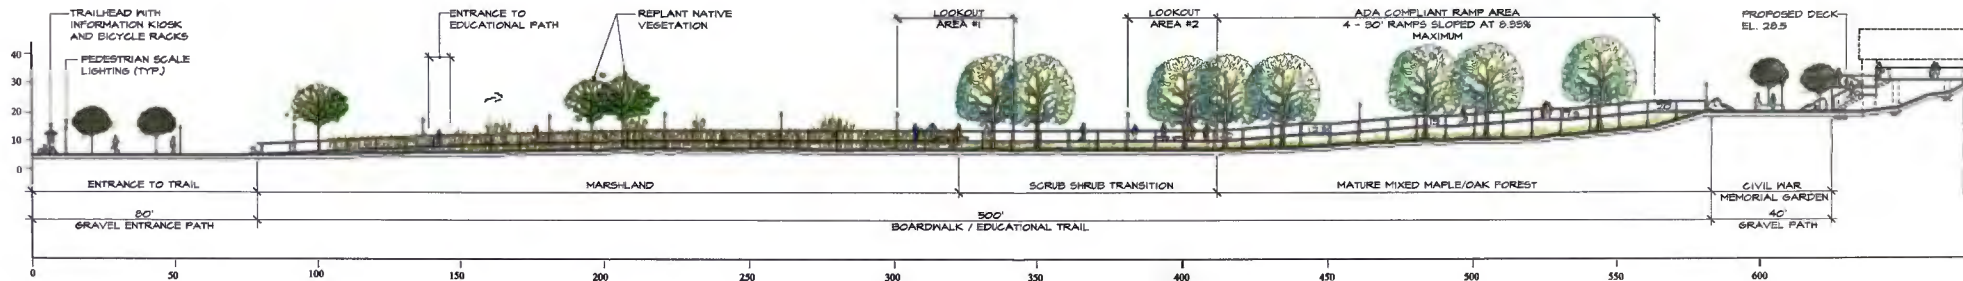 TRAILHEAD WITH
INFORMATION KIOSK
AND BICYCLE RACKS
PEDESTRIAN SCALE
LIGHTING (TYP.)
ENTRANCE TO
EDUCATIONAL PATH
REPLANT NATIVE
VEGETATION
LOOKOUT
AREA #1
LOOKOUT
AREA #2
ADA COMPLIANT RAMP AREA
4 - 30' RAMPS SLOPED AT 8.33%
MAXIMUM
PROPOSED DECK
EL. 28.5
40
30
20
10
0
ENTRANCE TO TRAIL
MARSHLAND
SCRUB SHRUB TRANSITION
MATURE MIXED MAPLE/OAK FOREST
CIVIL WAR
MEMORIAL GARDEN
80'
GRAVEL ENTRANCE PATH
500'
BOARDWALK / EDUCATIONAL TRAIL
40'
GRAVEL PATH
0 50 100 150 200 250 300 350 400 450 500 550 600